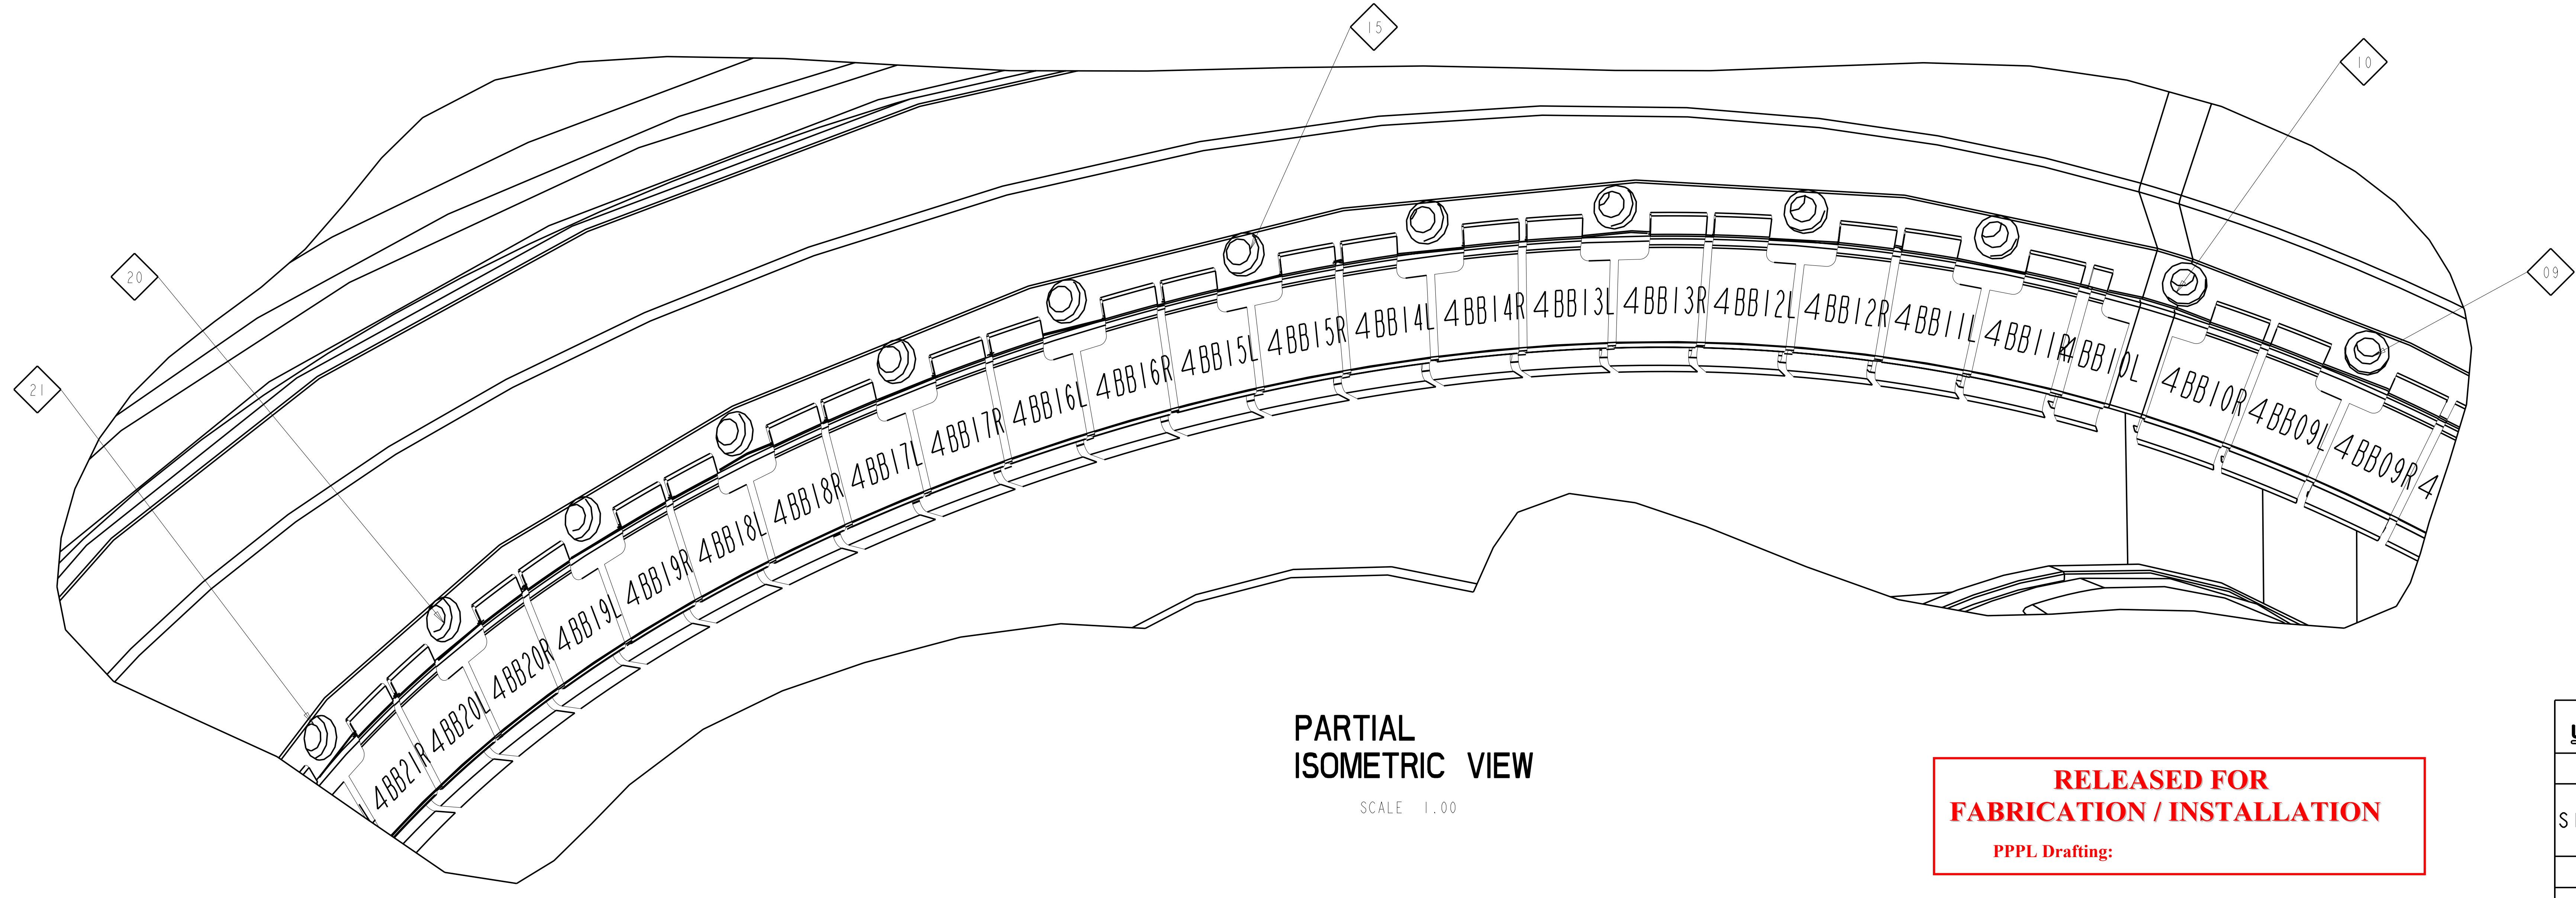 15
10
20
09
21
4BB21R
4BB20L
4BB20R
4BB19L
4BB19R
4BB18L
4BB18R
4BB17L
4BB17R
4BB16L
4BB16R
4BB15L
4BB15R
4BB14L
4BB14R
4BB13L
4BB13R
4BB12L
4BB12R
4BB11L
4BB11R
4BB10L
4BB10R
4BB09L
4BB09R
4
PARTIAL
ISOMETRIC VIEW
SCALE 1.00
RELEASED FOR
FABRICATION / INSTALLATION
PPPL Drafting:
S